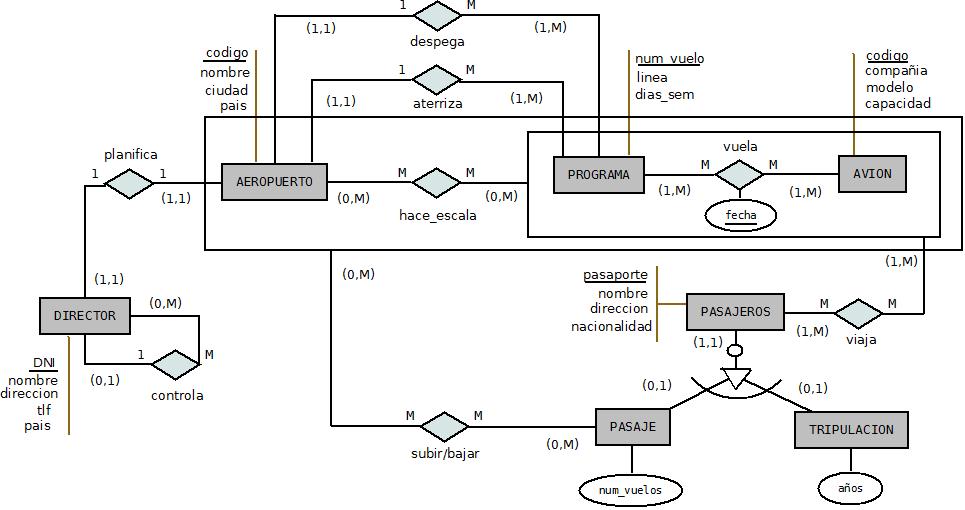 1
M
(1,1)
(1,M)
despega
codigo
nombre
ciudad
pais
1
M
(1,1)
(1,M)
aterriza
num_vuelo
linea
dias_sem
codigo
compañia
modelo
capacidad
planifica
1
1
(1,1)
AEROPUERTO
M
M
(0,M)
(0,M)
hace_escala
PROGRAMA
vuela
M
M
(1,M)
(1,M)
fecha
AVION
(1,1)
(0,M)
(1,M)
DIRECTOR
(0,M)
1
M
(0,1)
controla
DNI
nombre
direccion
tlf
pais
pasaporte
nombre
direccion
nacionalidad
PASAJEROS
M
M
(1,M)
viaja
(1,1)
(0,1)
(0,1)
M
M
(0,M)
subir/bajar
PASAJE
TRIPULACION
num_vuelos
años